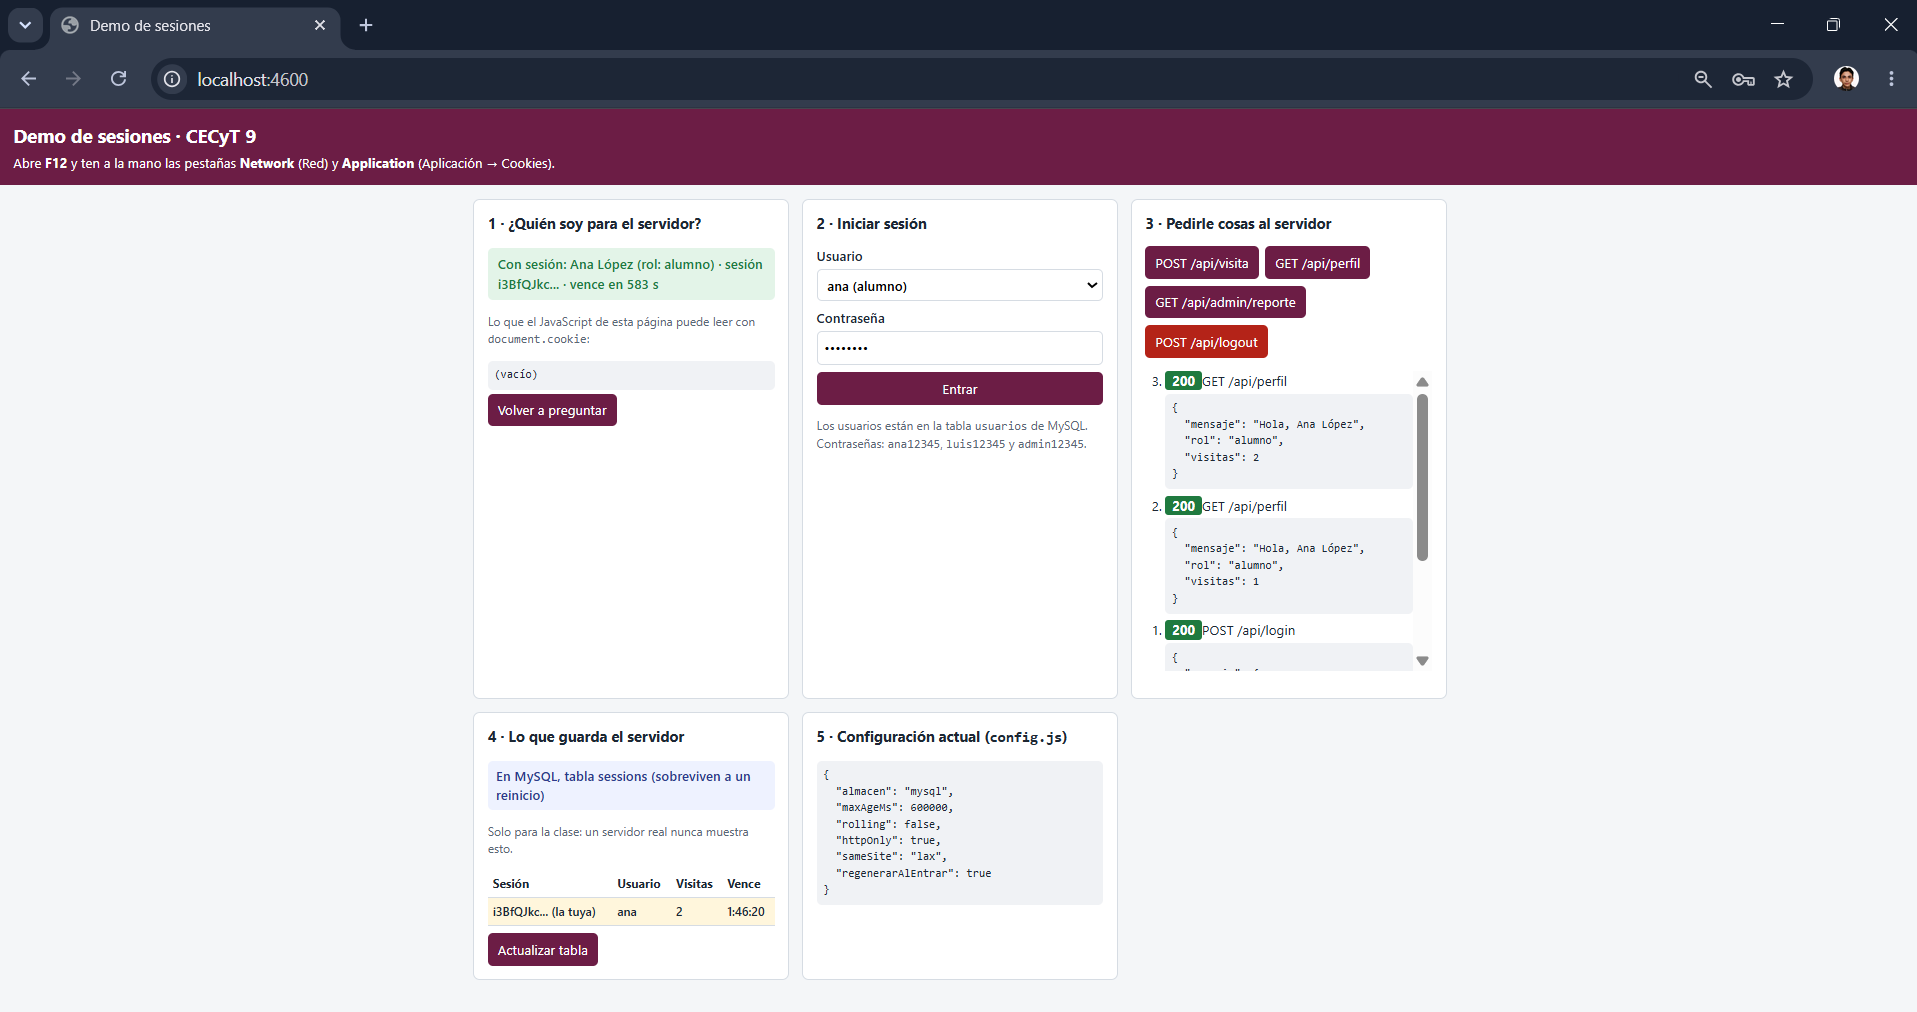 Demo de sesiones
localhost:4600
Demo de sesiones · CECyT 9
Abre F12 y ten a la mano las pestañas Network (Red) y Application (Aplicación → Cookies).
1 · ¿Quién soy para el servidor?
Con sesión: Ana López (rol: alumno) · sesión
i3BfQJkc... · vence en 583 s
Lo que el JavaScript de esta página puede leer con
document.cookie:
(vacío)
Volver a preguntar
2 · Iniciar sesión
Usuario
ana (alumno)
Contraseña
••••••••
Entrar
Los usuarios están en la tabla usuarios de MySQL.
Contraseñas: ana12345, luis12345 y admin12345.
3 · Pedirle cosas al servidor
POST /api/visita
GET /api/perfil
GET /api/admin/reporte
POST /api/logout
3. 200 GET /api/perfil
{
"mensaje": "Hola, Ana López",
"rol": "alumno",
"visitas": 2
}
2. 200 GET /api/perfil
{
"mensaje": "Hola, Ana López",
"rol": "alumno",
"visitas": 1
}
1. 200 POST /api/login
{
4 · Lo que guarda el servidor
En MySQL, tabla sessions (sobreviven a un
reinicio)
Solo para la clase: un servidor real nunca muestra
esto.
Sesión Usuario Visitas Vence
i3BfQJkc... (la tuya) ana 2 1:46:20
Actualizar tabla
5 · Configuración actual (config.js)
{
"almacen": "mysql",
"maxAgeMs": 600000,
"rolling": false,
"httpOnly": true,
"sameSite": "lax",
"regenerarAlEntrar": true
}